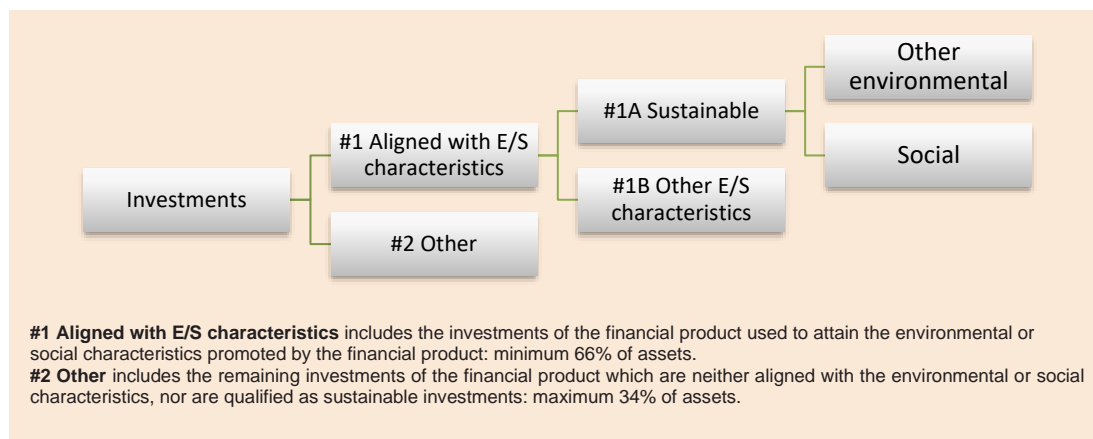 Other
environmental
#1A Sustainable
#1 Aligned with E/S
characteristics
Social
Investments
#1B Other E/S
characteristics
#2 Other
#1 Aligned with E/S characteristics includes the investments of the financial product used to attain the environmental or
social characteristics promoted by the financial product: minimum 66% of assets.
#2 Other includes the remaining investments of the financial product which are neither aligned with the environmental or social
characteristics, nor are qualified as sustainable investments: maximum 34% of assets.